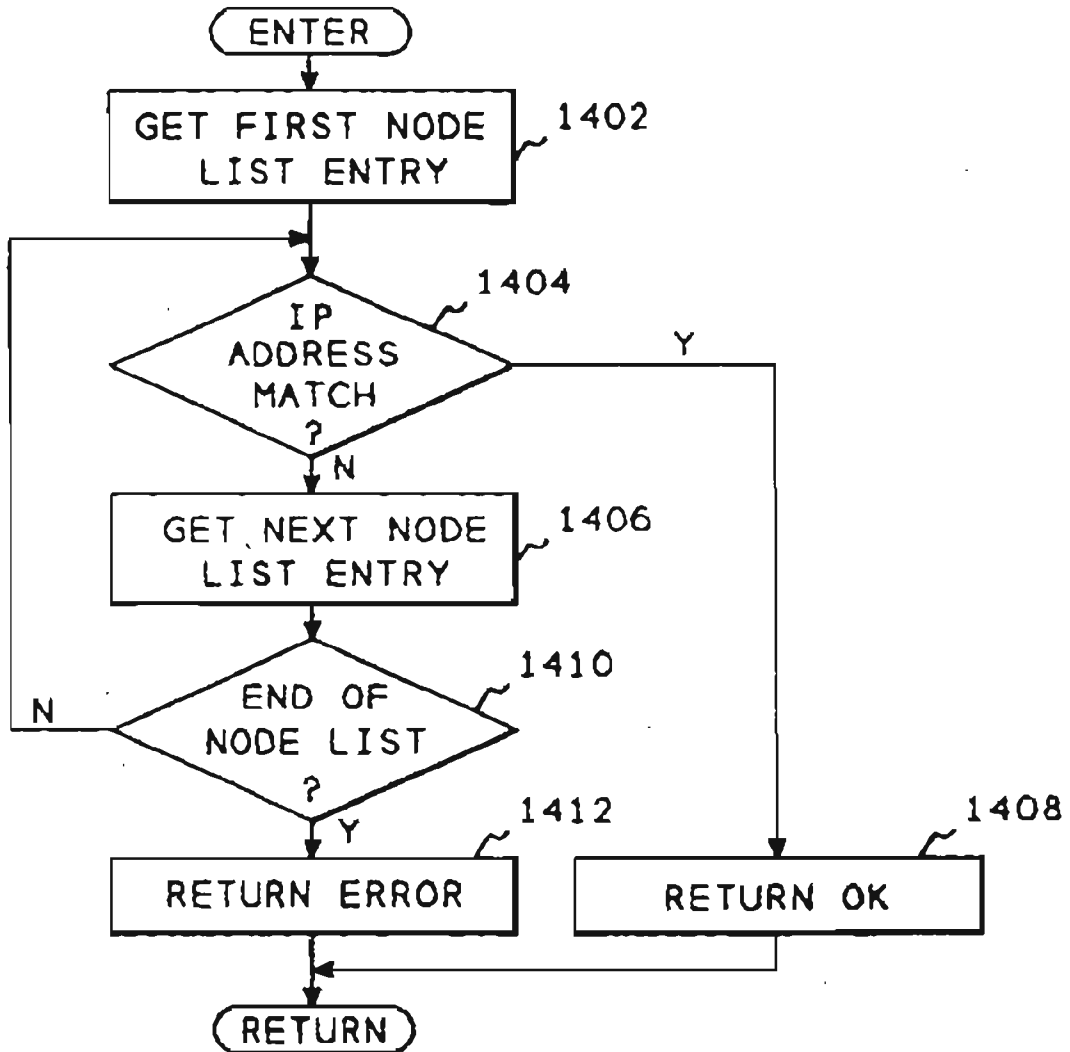 ENTER
GET FIRST NODE
LIST ENTRY
1402
IP
ADDRESS
MATCH
?
1404
Y
N
GET NEXT NODE
LIST ENTRY
1406
END OF
NODE LIST
?
1410
N
Y
RETURN ERROR
1412
RETURN OK
1408
RETURN